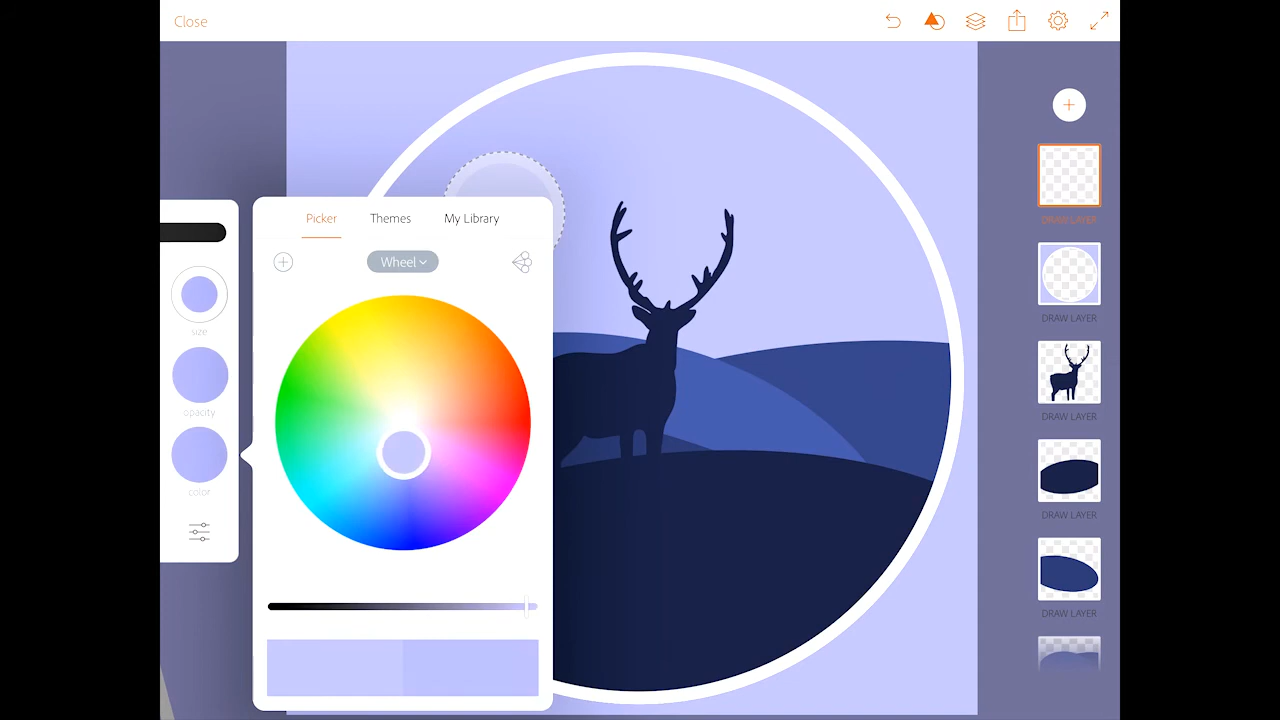 Close
Picker Themes My Library
Wheel
size
opacity
color
DRAW LAYER
DRAW LAYER
DRAW LAYER
DRAW LAYER
DRAW LAYER